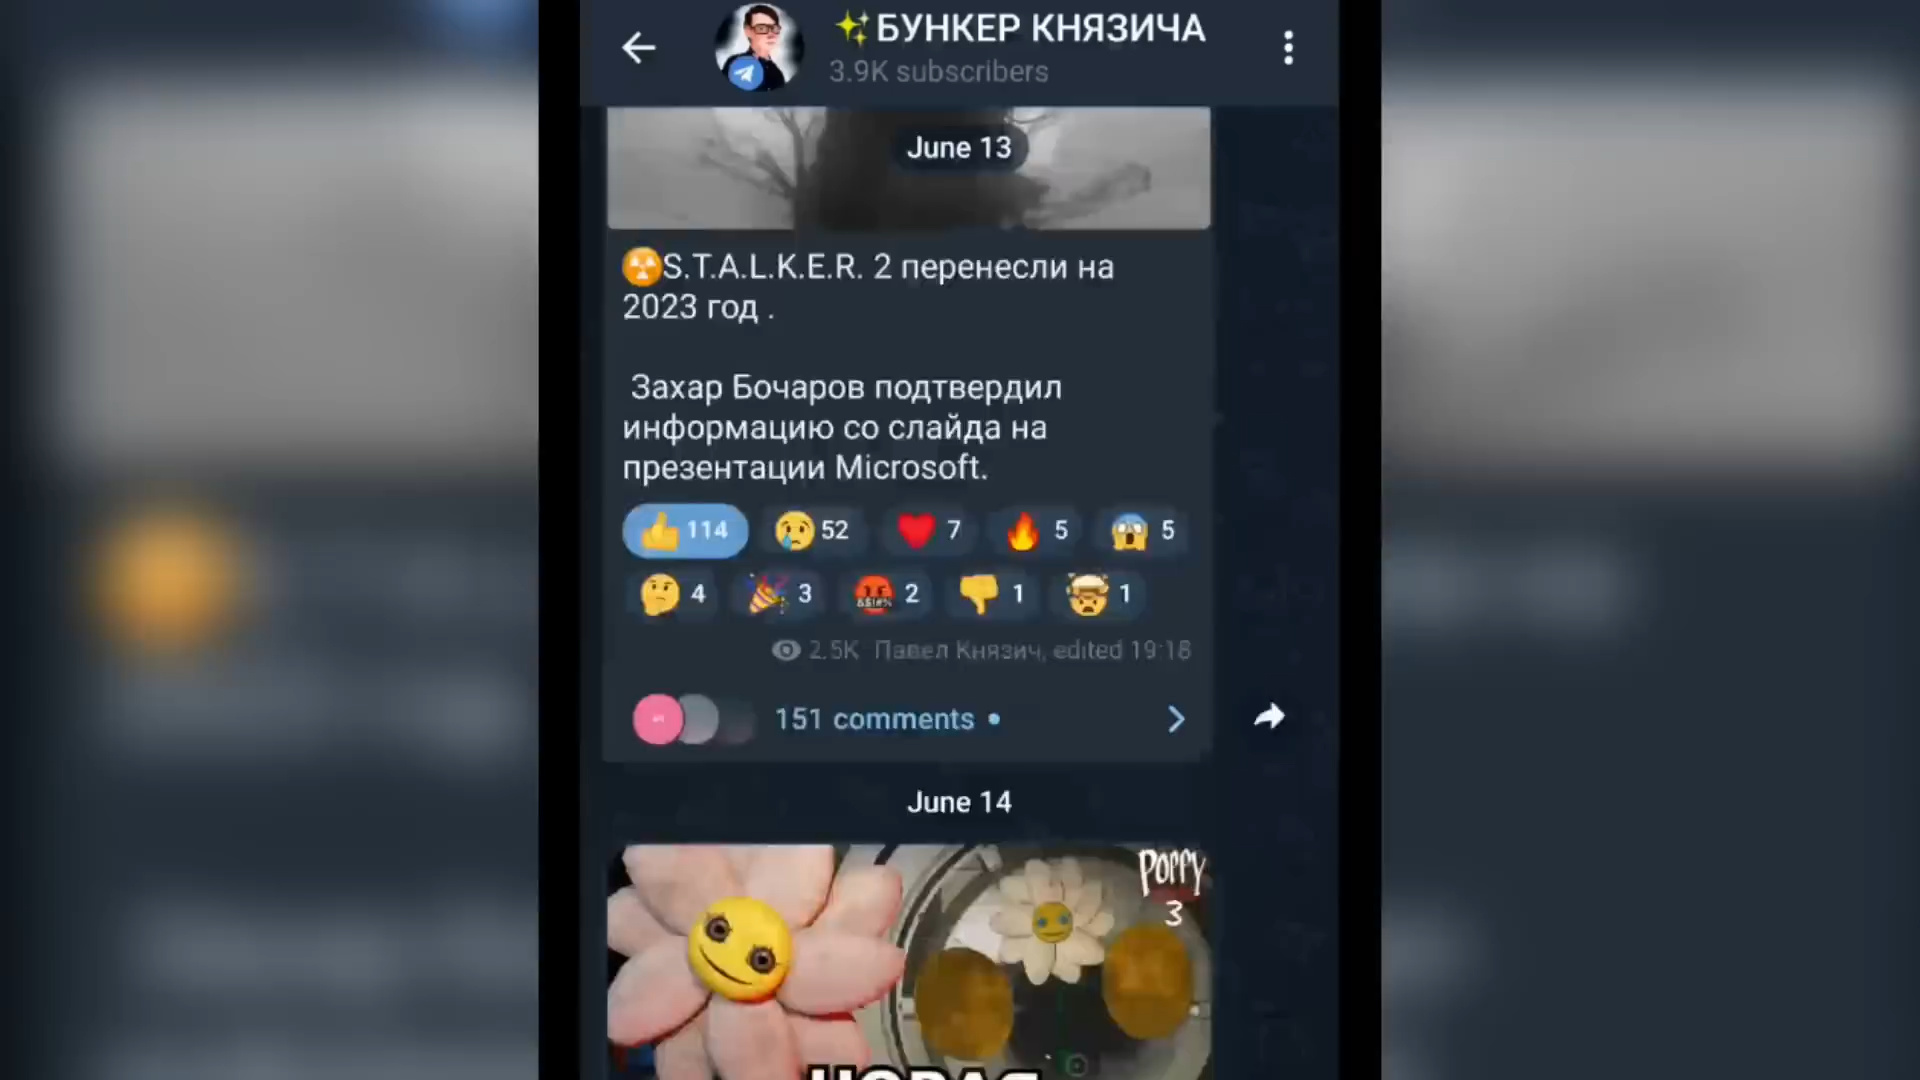 ✨БУНКЕР КНЯЗИЧА
3.9K subscribers
June 13
☢️S.T.A.L.K.E.R. 2 перенесли на
2023 год .
Захар Бочаров подтвердил
информацию со слайда на
презентации Microsoft.
👍 114 😢 52 ❤️ 7 🔥 5 😱 5
🤔 4 🎉 3 🤬 2 👎 1 🤯 1
2.5K Павел Князич, edited 19:18
151 comments
June 14
POPPY
3
НОВАЯ